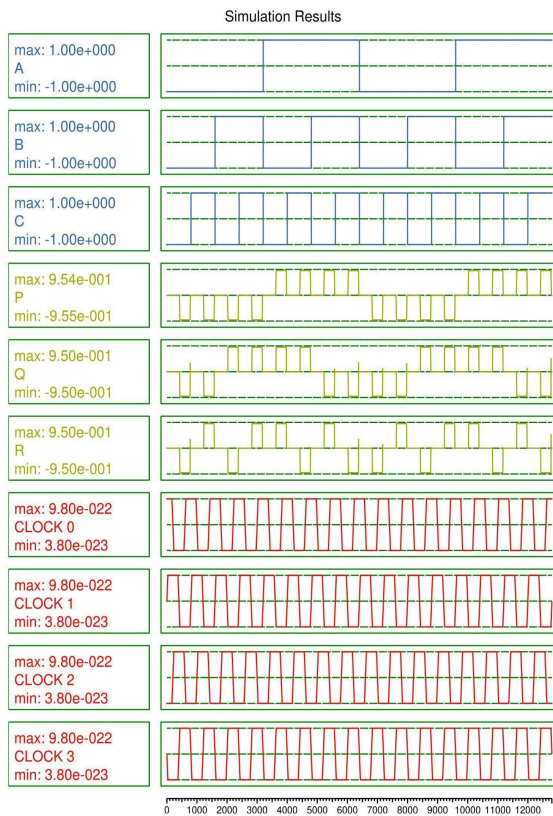 Simulation Results
max: 1.00e+000
A
min: -1.00e+000
max: 1.00e+000
B
min: -1.00e+000
max: 1.00e+000
C
min: -1.00e+000
max: 9.54e-001
P
min: -9.55e-001
max: 9.50e-001
Q
min: -9.50e-001
max: 9.50e-001
R
min: -9.50e-001
max: 9.80e-022
CLOCK 0
min: 3.80e-023
max: 9.80e-022
CLOCK 1
min: 3.80e-023
max: 9.80e-022
CLOCK 2
min: 3.80e-023
max: 9.80e-022
CLOCK 3
min: 3.80e-023
0 1000 2000 3000 4000 5000 6000 7000 8000 9000 10000 11000 12000